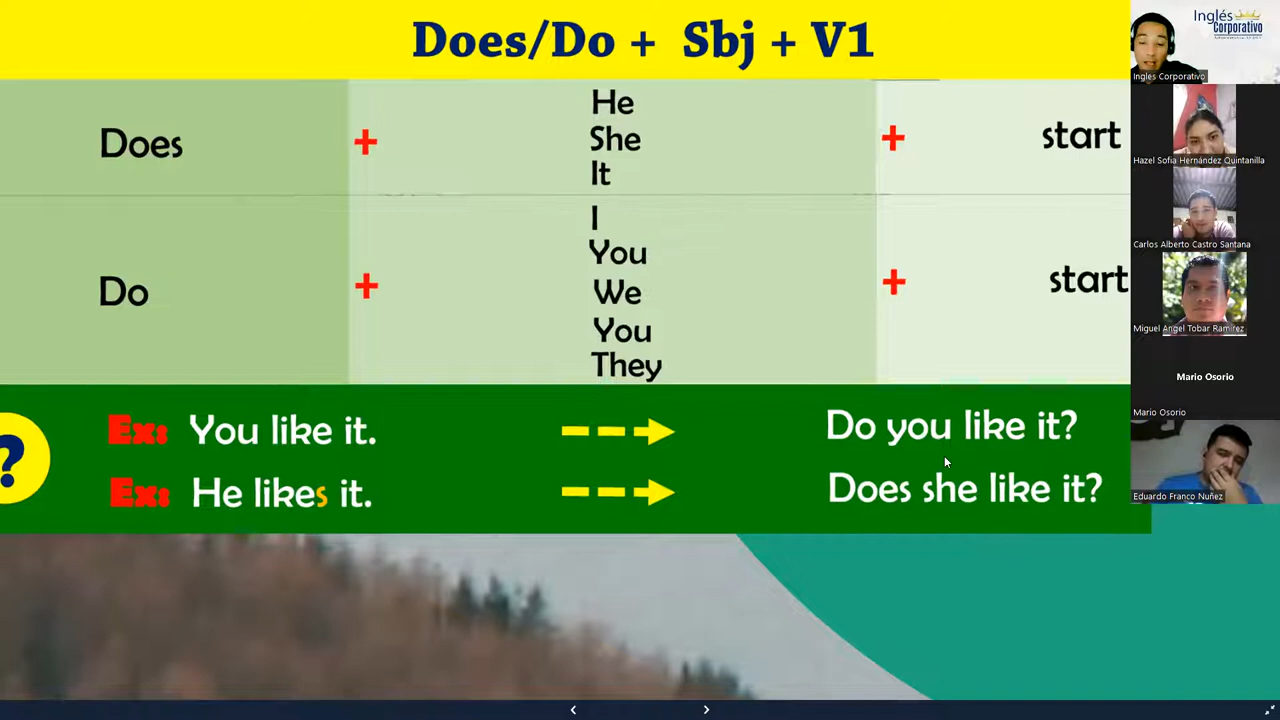 Does/Do + Sbj + V1
Does + He + start
She
It
Do + I + start
You
We
You
They
?
Ex: You like it. Do you like it?
Ex: He likes it. Does she like it?
Inglés
Corporativo
Ingles Corporativo
Hazel Sofia Hernández Quintanilla
Carlos Alberto Castro Santana
Miguel Angel Tobar Ramirez
Mario Osorio
Mario Osorio
Eduardo Franco Nuñez